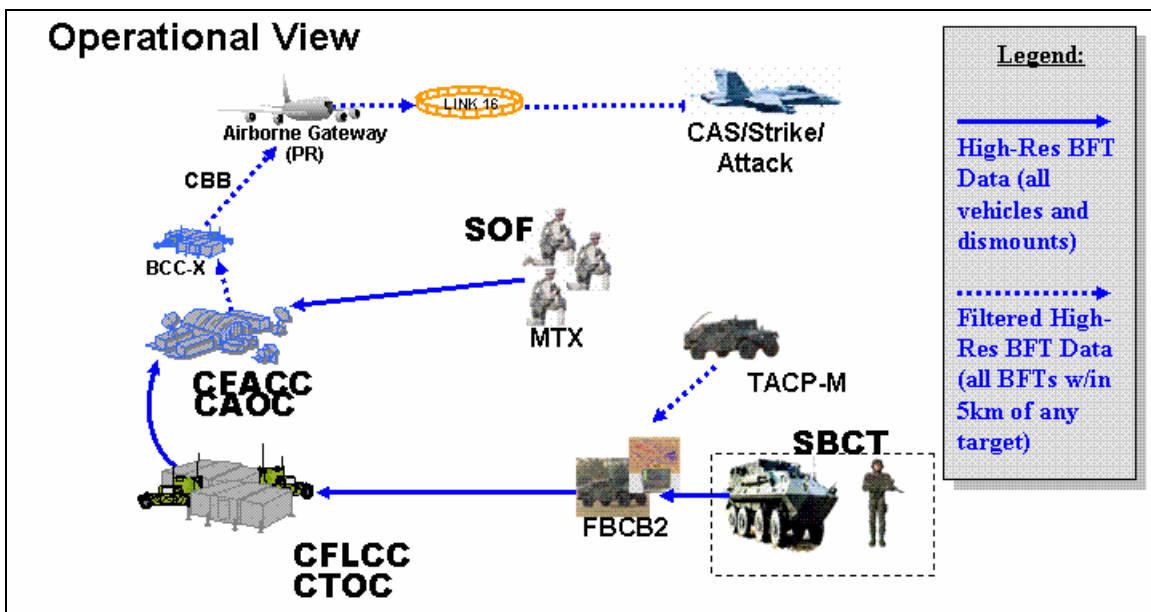 Operational View
Airborne Gateway
(PR)
LINK 16
CAS/Strike/
Attack
CBB
BCC-X
SOF
MTX
CFACC
CAOC
TACP-M
SBCT
FBCB2
CFLCC
CTOC
Legend:
High-Res BFT
Data (all
vehicles and
dismounts)
Filtered High-
Res BFT Data
(all BFTs w/in
5km of any
target)